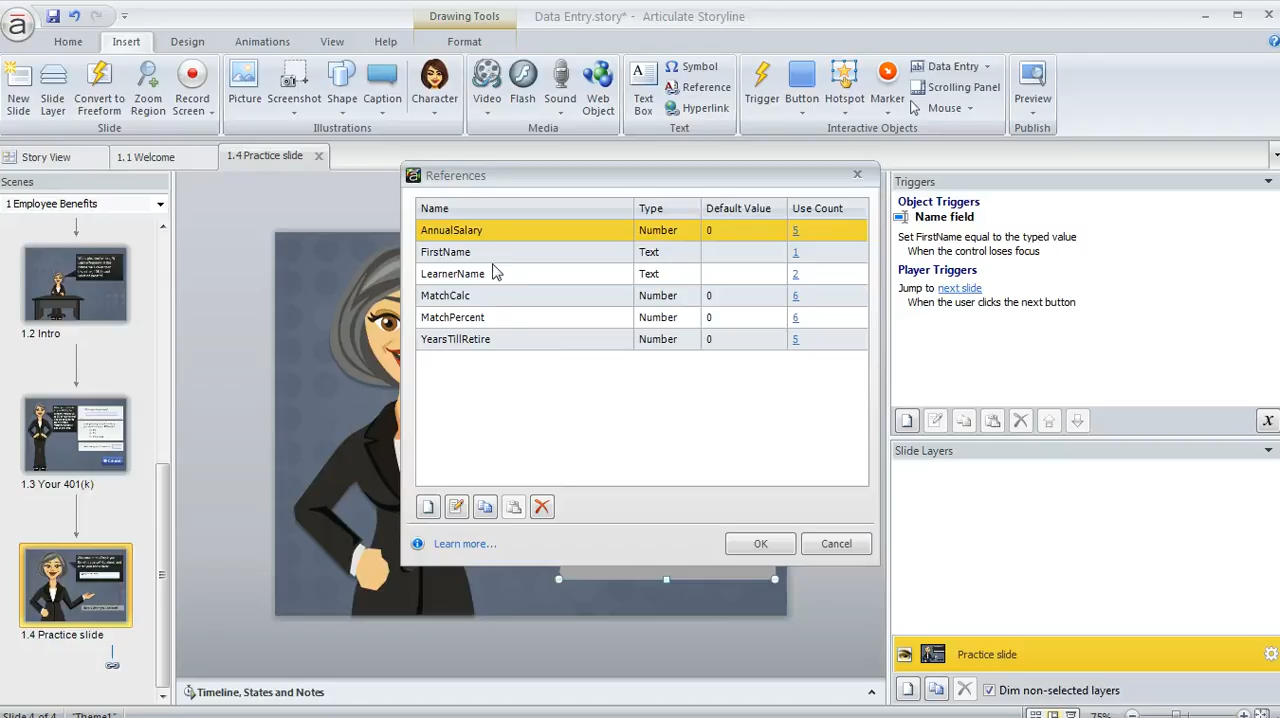 Drawing Tools
Data Entry.story* - Articulate Storyline
Home Insert Design Animations View Help Format
New Slide
Slide Layer
Convert to Freeform
Zoom Region
Record Screen
Slide
Picture
Screenshot
Shape
Caption
Character
Illustrations
Video
Flash
Sound
Web Object
Media
Text Box
Symbol
Reference
Hyperlink
Text
Trigger
Button
Hotspot
Marker
Data Entry
Scrolling Panel
Mouse
Interactive Objects
Preview
Publish
Story View
1.1 Welcome
1.4 Practice slide
Scenes
1 Employee Benefits
1.2 Intro
1.3 Your 401(k)
1.4 Practice slide
References
Name Type Default Value Use Count
AnnualSalary Number 0 5
FirstName Text 1
LearnerName Text 2
MatchCalc Number 0 6
MatchPercent Number 0 6
YearsTillRetire Number 0 5
Learn more...
OK
Cancel
Triggers
Object Triggers
Name field
Set FirstName equal to the typed value
When the control loses focus
Player Triggers
Jump to next slide
When the user clicks the next button
x
Slide Layers
Practice slide
Dim non-selected layers
Timeline, States and Notes
Slide 4 of 4
"Theme1"
75%